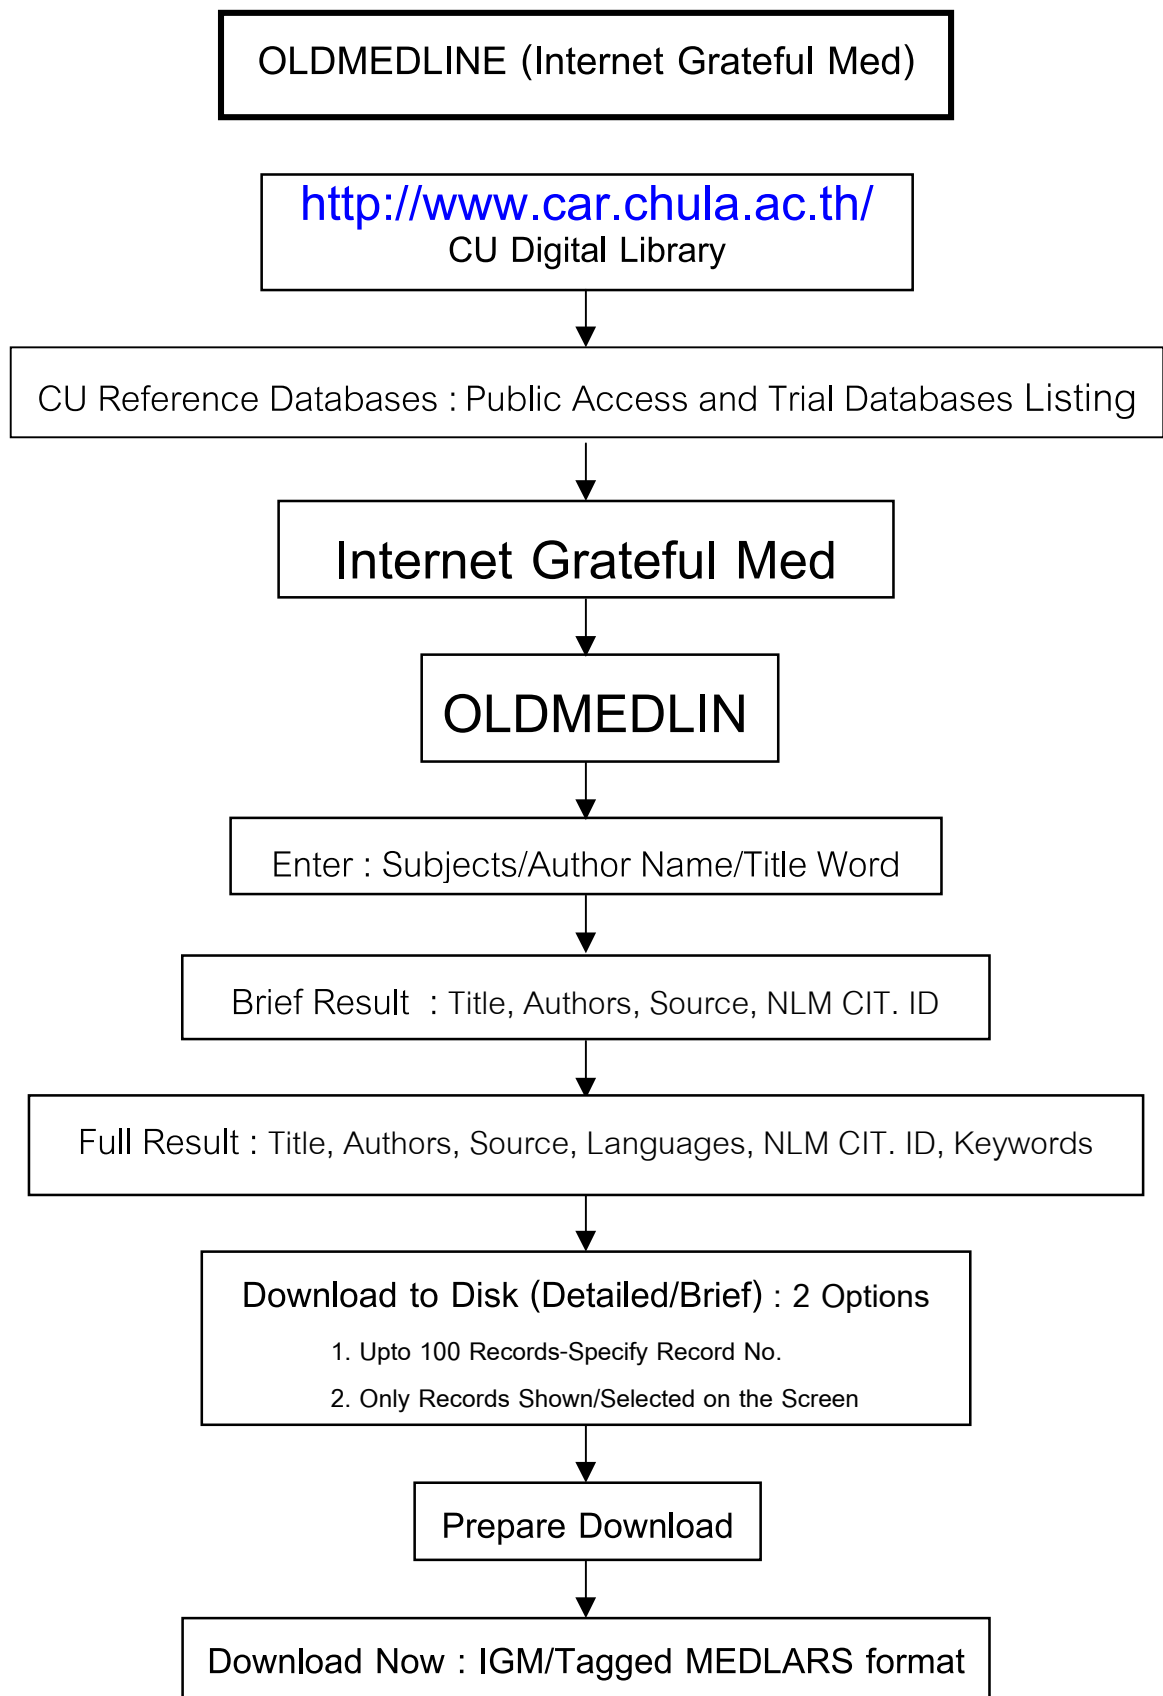 OLDMEDLINE (Internet Grateful Med)
http://www.car.chula.ac.th/
CU Digital Library
CU Reference Databases : Public Access and Trial Databases Listing
Internet Grateful Med
OLDMEDLIN
Enter : Subjects/Author Name/Title Word
Brief Result : Title, Authors, Source, NLM CIT. ID
Full Result : Title, Authors, Source, Languages, NLM CIT. ID, Keywords
Download to Disk (Detailed/Brief) : 2 Options
1. Upto 100 Records-Specify Record No.
2. Only Records Shown/Selected on the Screen
Prepare Download
Download Now : IGM/Tagged MEDLARS format